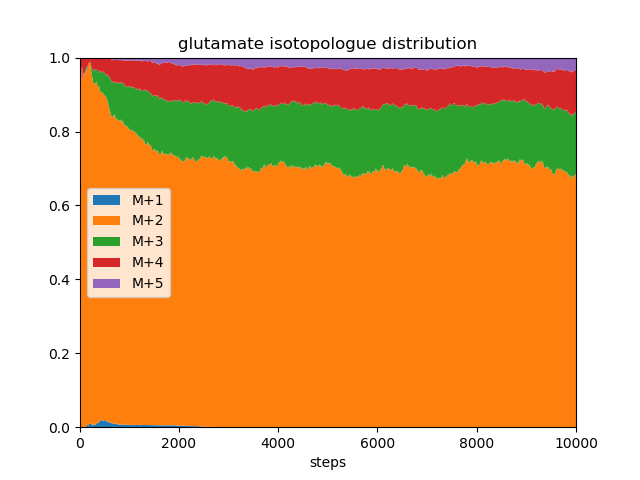 glutamate isotopologue distribution
1.0
0.8
0.6
0.4
0.2
0.0
M+1
M+2
M+3
M+4
M+5
0 2000 4000 6000 8000 10000
steps